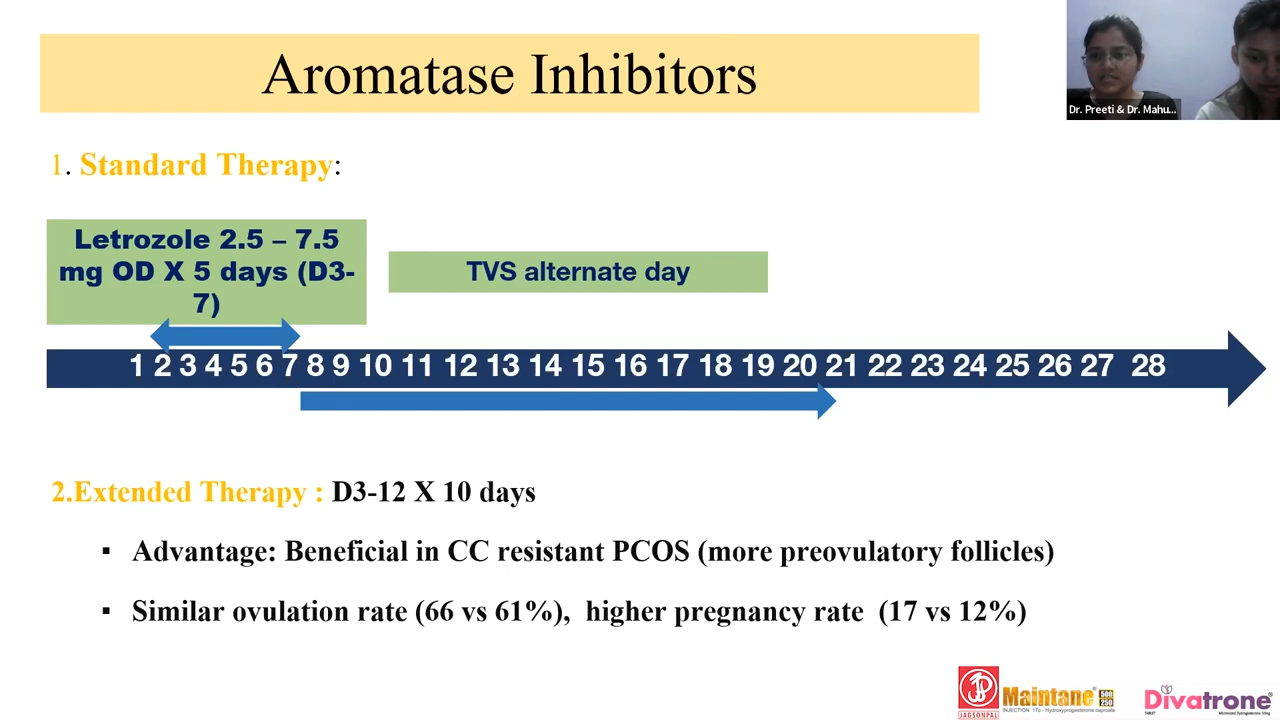 Aromatase Inhibitors
Dr. Preeti & Dr. Mahu...
1. Standard Therapy:
Letrozole 2.5 – 7.5
mg OD X 5 days (D3-
7)
TVS alternate day
1 2 3 4 5 6 7 8 9 10 11 12 13 14 15 16 17 18 19 20 21 22 23 24 25 26 27 28
2.Extended Therapy : D3-12 X 10 days
▪ Advantage: Beneficial in CC resistant PCOS (more preovulatory follicles)
▪ Similar ovulation rate (66 vs 61%), higher pregnancy rate (17 vs 12%)
JAGSONPAL
Maintane® 500 250
INJECTION 17α - Hydroxyprogesterone caproate
Divatrone®
TABLET